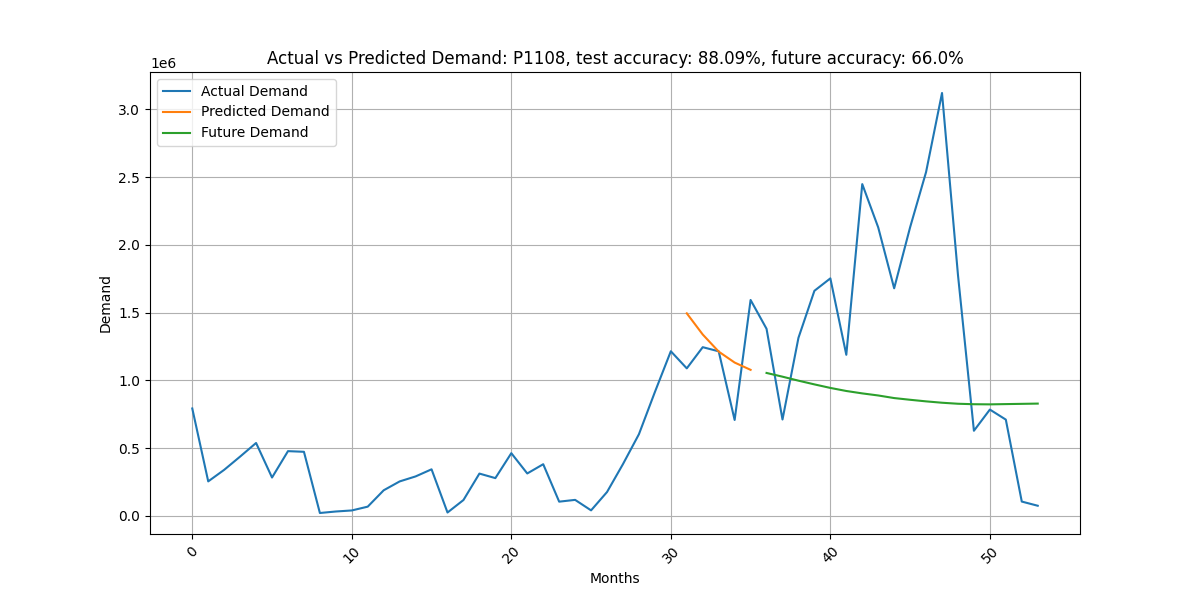 Actual vs Predicted Demand: P1108, test accuracy: 88.09%, future accuracy: 66.0%
1e6
Actual Demand
Predicted Demand
Future Demand
3.0
2.5
2.0
1.5
1.0
0.5
0.0
Demand
0
10
20
30
40
50
Months